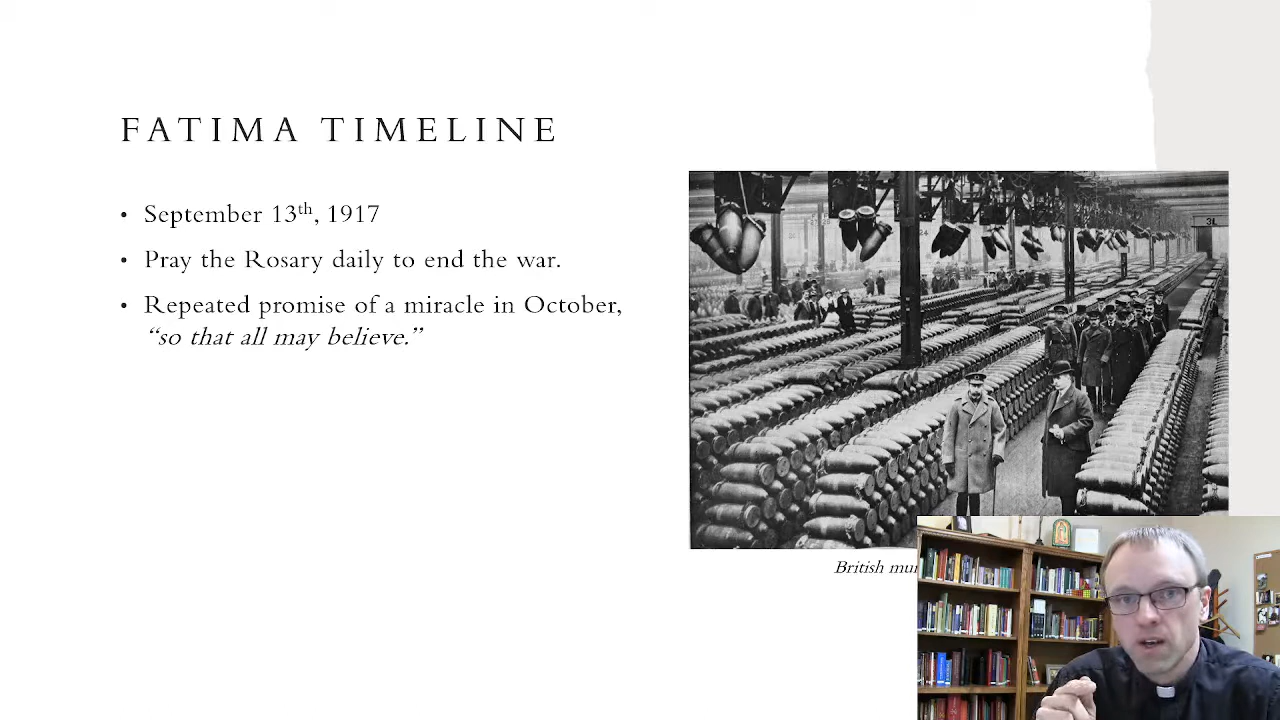 FATIMA TIMELINE
• September 13th, 1917
• Pray the Rosary daily to end the war.
• Repeated promise of a miracle in October,
“so that all may believe.”
3L
British